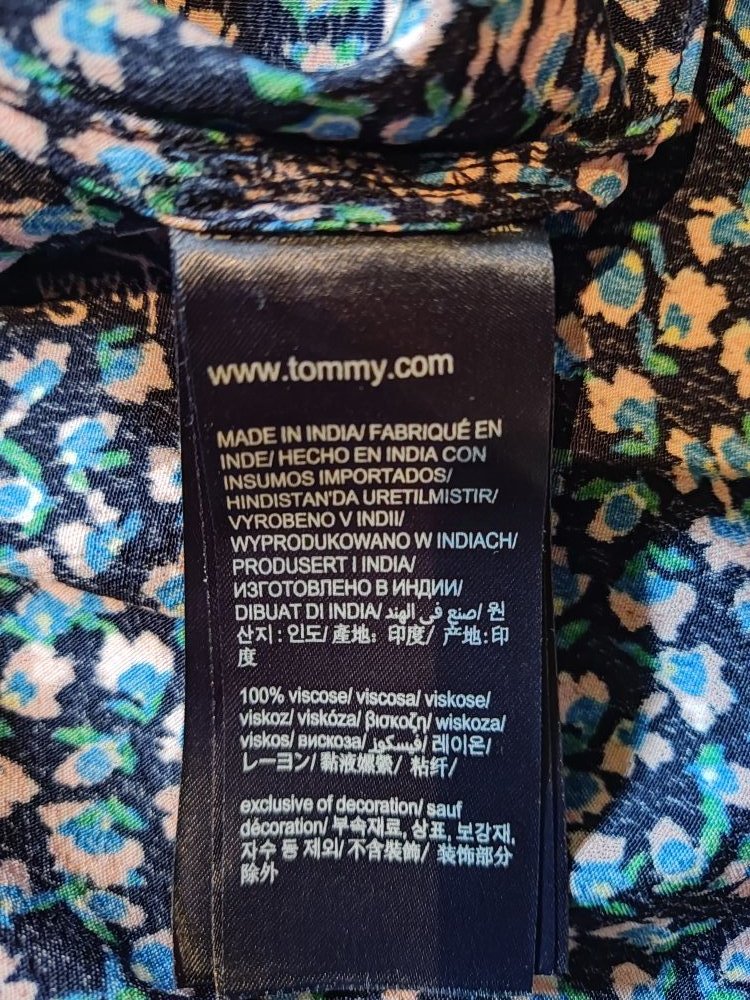 www.tommy.com
MADE IN INDIA/ FABRIQUÉ EN
INDE/ HECHO EN INDIA CON
INSUMOS IMPORTADOS/
HINDISTAN'DA URETILMISTIR/
VYROBENO V INDII/
WYPRODUKOWANO W INDIACH/
PRODUSERT I INDIA/
ИЗГОТОВЛЕНО В ИНДИИ/
DIBUAT DI INDIA/ صنع في الهند/ 원
산지: 인도/ 產地: 印度/ 产地:印
度
100% viscose/ viscosa/ viskose/
viskoz/ viskóza/ βισκοζη/ wiskoza/
viskos/ вискоза/ فيسكوز/ 레이온/
レーヨン/ 黏液嫘縈/ 粘纤/
exclusive of decoration/ sauf
décoration/ 부속재료, 상표, 보강재,
자수 등 제외/ 不含裝飾/ 装饰部分
除外